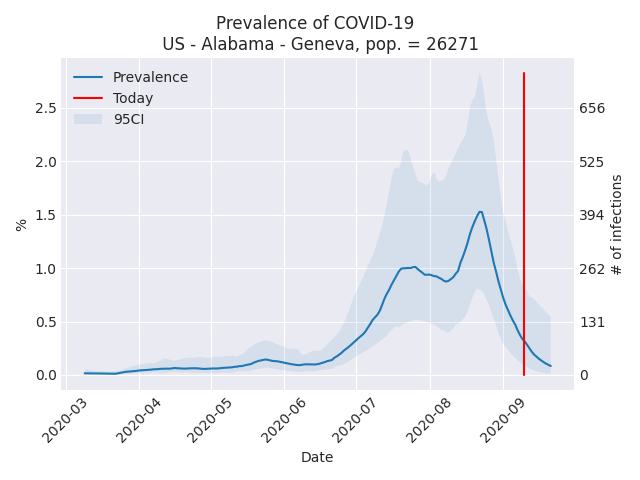 Prevalence of COVID-19
US - Alabama - Geneva, pop. = 26271
Prevalence
Today
95CI
2.5
2.0
1.5
1.0
0.5
0.0
%
656
525
394
262
131
0
# of infections
2020-03
2020-04
2020-05
2020-06
2020-07
2020-08
2020-09
Date